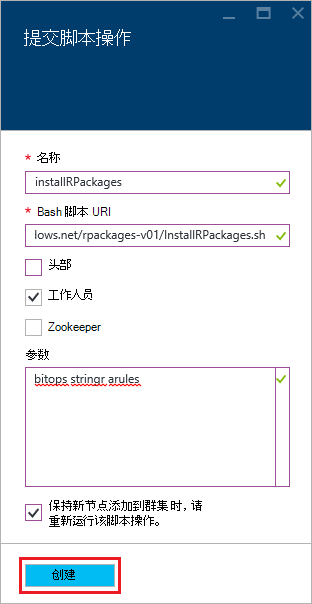 提交脚本操作
* 名称
installRPackages
* Bash 脚本 URI
lows.net/rpackages-v01/InstallRPackages.sh
头部
工作人员
Zookeeper
参数
bitops stringr arules
保持新节点添加到群集时,请
重新运行该脚本操作。
创建